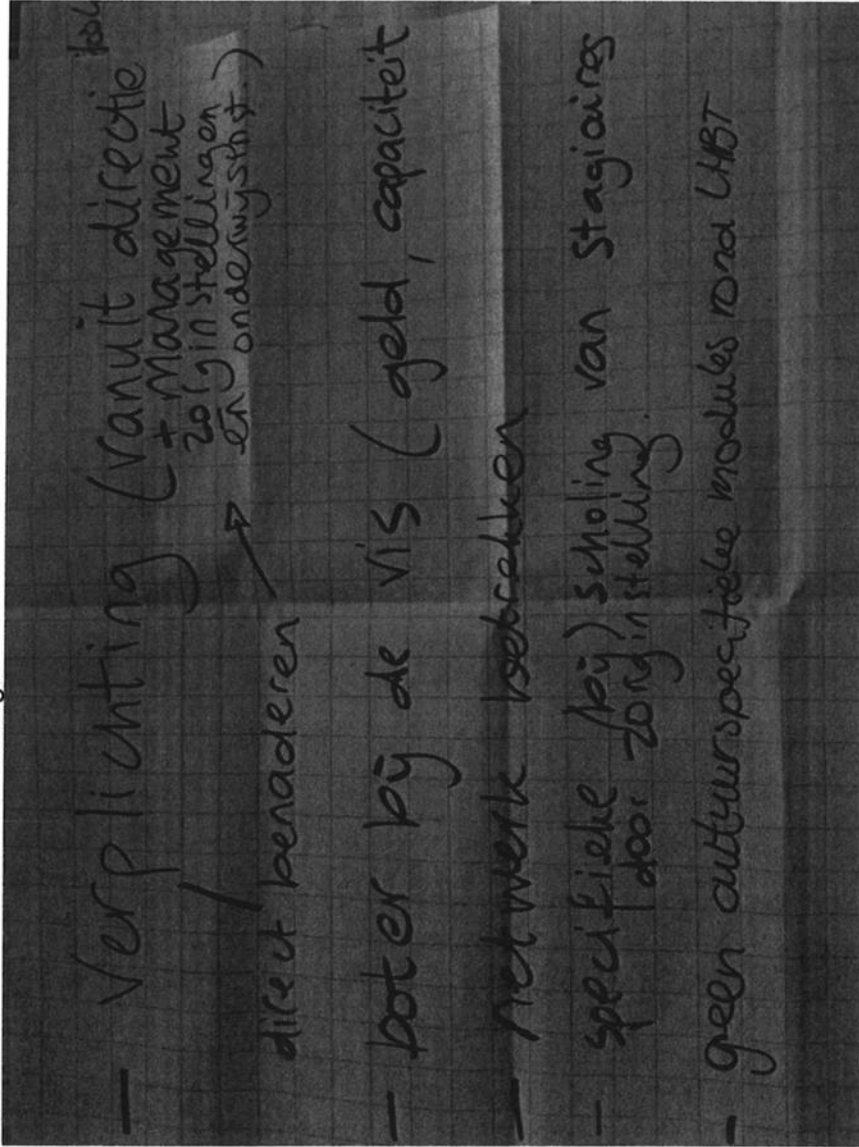 - Verplichting (vanuit directie
+ management
zorginstellingen
en onderwijsinst.)
direct benaderen
- boter bij de vis (geld, capaciteit
- netwerk betrekken
- specifieke (bij) scholing van stagiaires
door zorginstelling.
- geen cultuurspecifieke modules rond LHBT